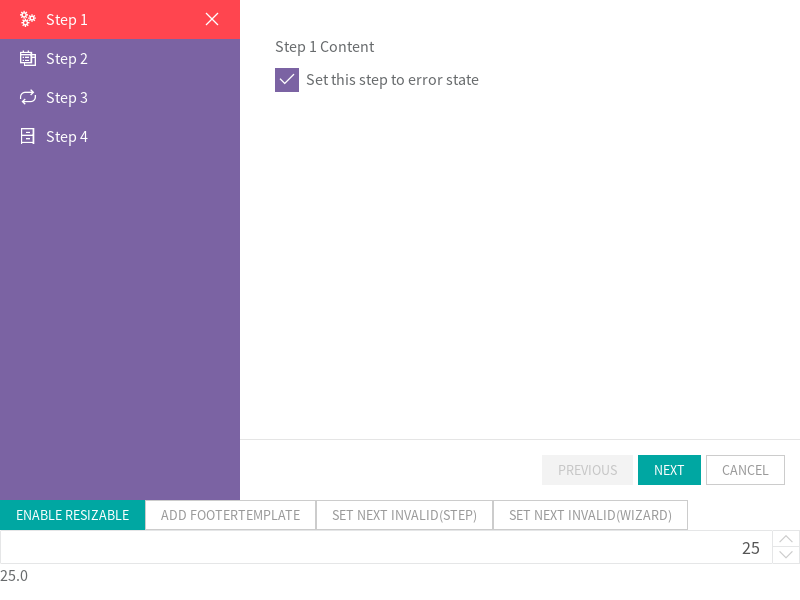 Step 1
Step 2
Step 3
Step 4
Step 1 Content
Set this step to error state
PREVIOUS NEXT CANCEL
ENABLE RESIZABLE ADD FOOTERTEMPLATE SET NEXT INVALID(STEP) SET NEXT INVALID(WIZARD)
25
25.0